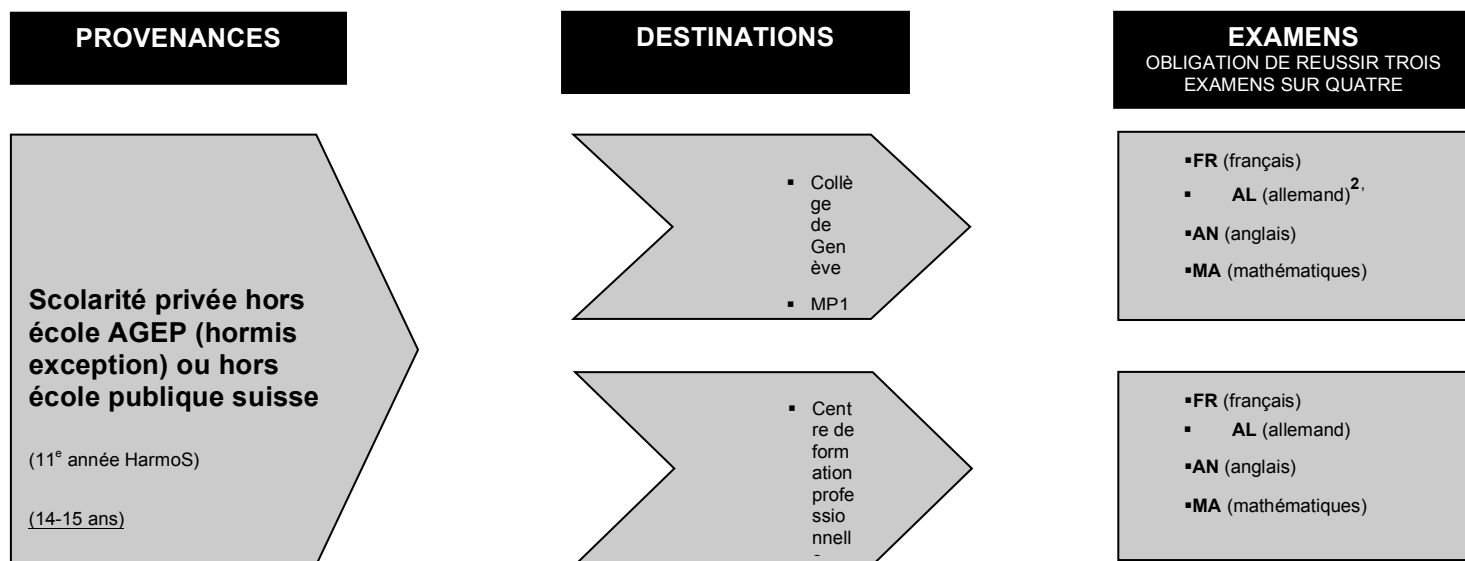 PROVENANCES
DESTINATIONS
EXAMENS
OBLIGATION DE REUSSIR TROIS
EXAMENS SUR QUATRE
Scolarité privée hors
école AGEP (hormis
exception) ou hors
école publique suisse
(11e année HarmoS)
(14-15 ans)
▪ Collè
ge
de
Gen
ève
▪ MP1
▪FR (français)
▪ AL (allemand)2,
▪AN (anglais)
▪MA (mathématiques)
▪ Cent
re de
form
ation
profe
ssio
nnell
▪FR (français)
▪ AL (allemand)
▪AN (anglais)
▪MA (mathématiques)